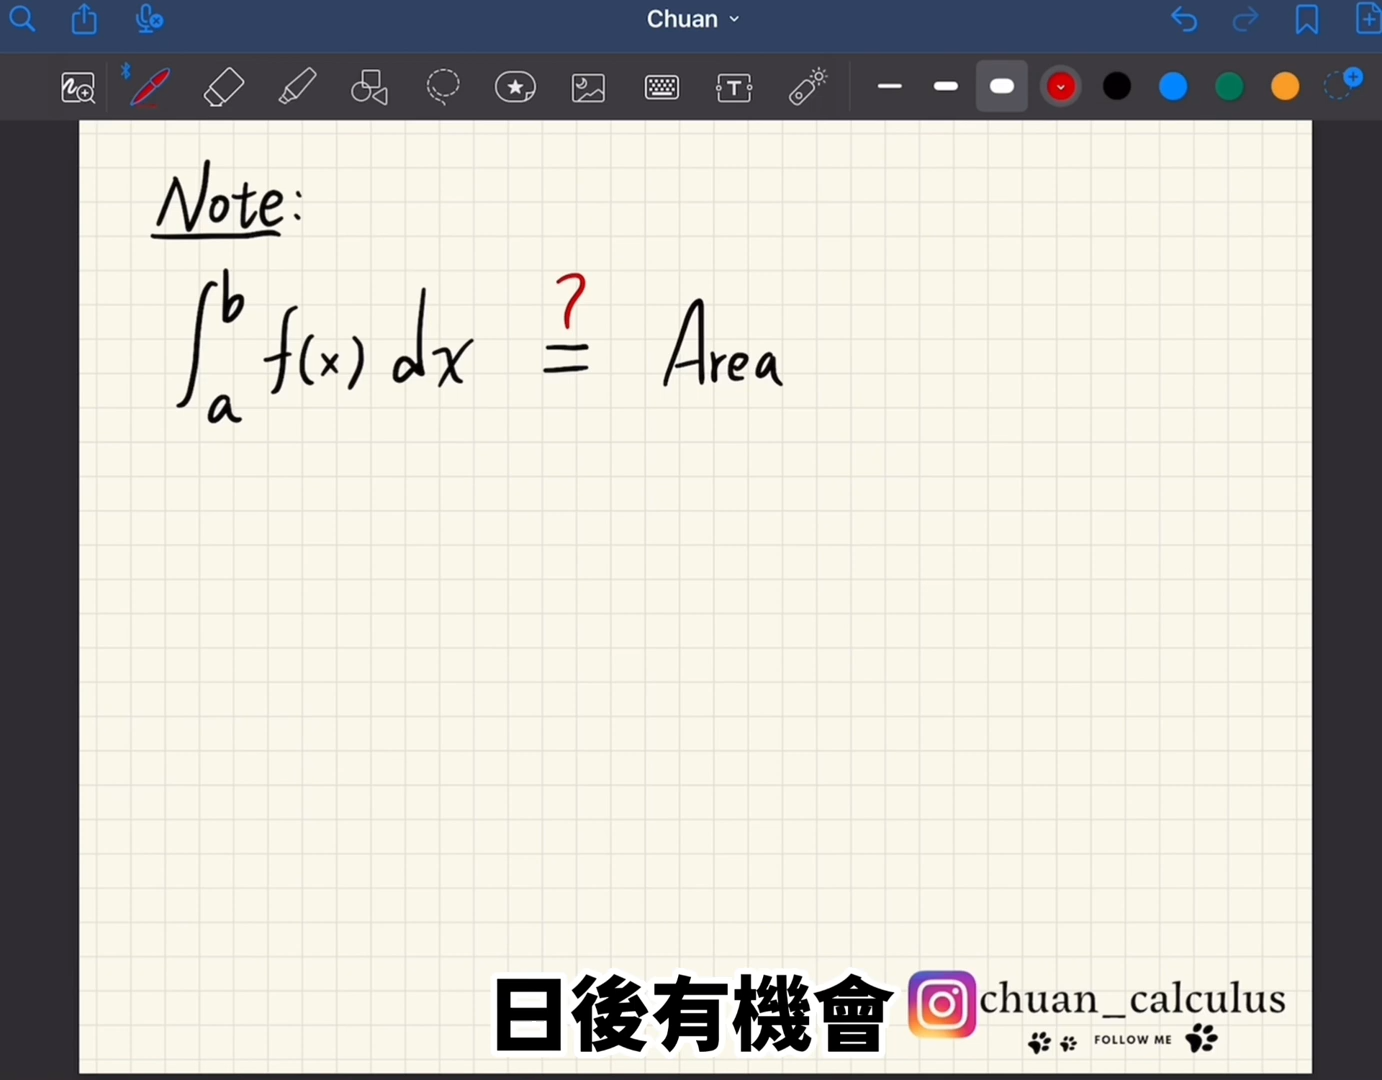 Chuan
Note:
∫_a^b f(x) dx ?= Area
日後有機會
chuan_calculus
FOLLOW ME